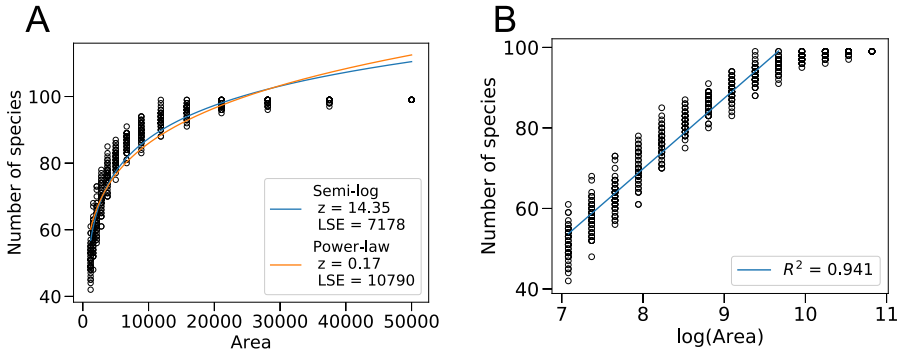 A
Number of species
100
80
60
40
0
10000
20000
30000
40000
50000
Area
Semi-log
z = 14.35
LSE = 7178
Power-law
z = 0.17
LSE = 10790
B
Number of species
100
80
60
40
7
8
9
10
11
log(Area)
R² = 0.941